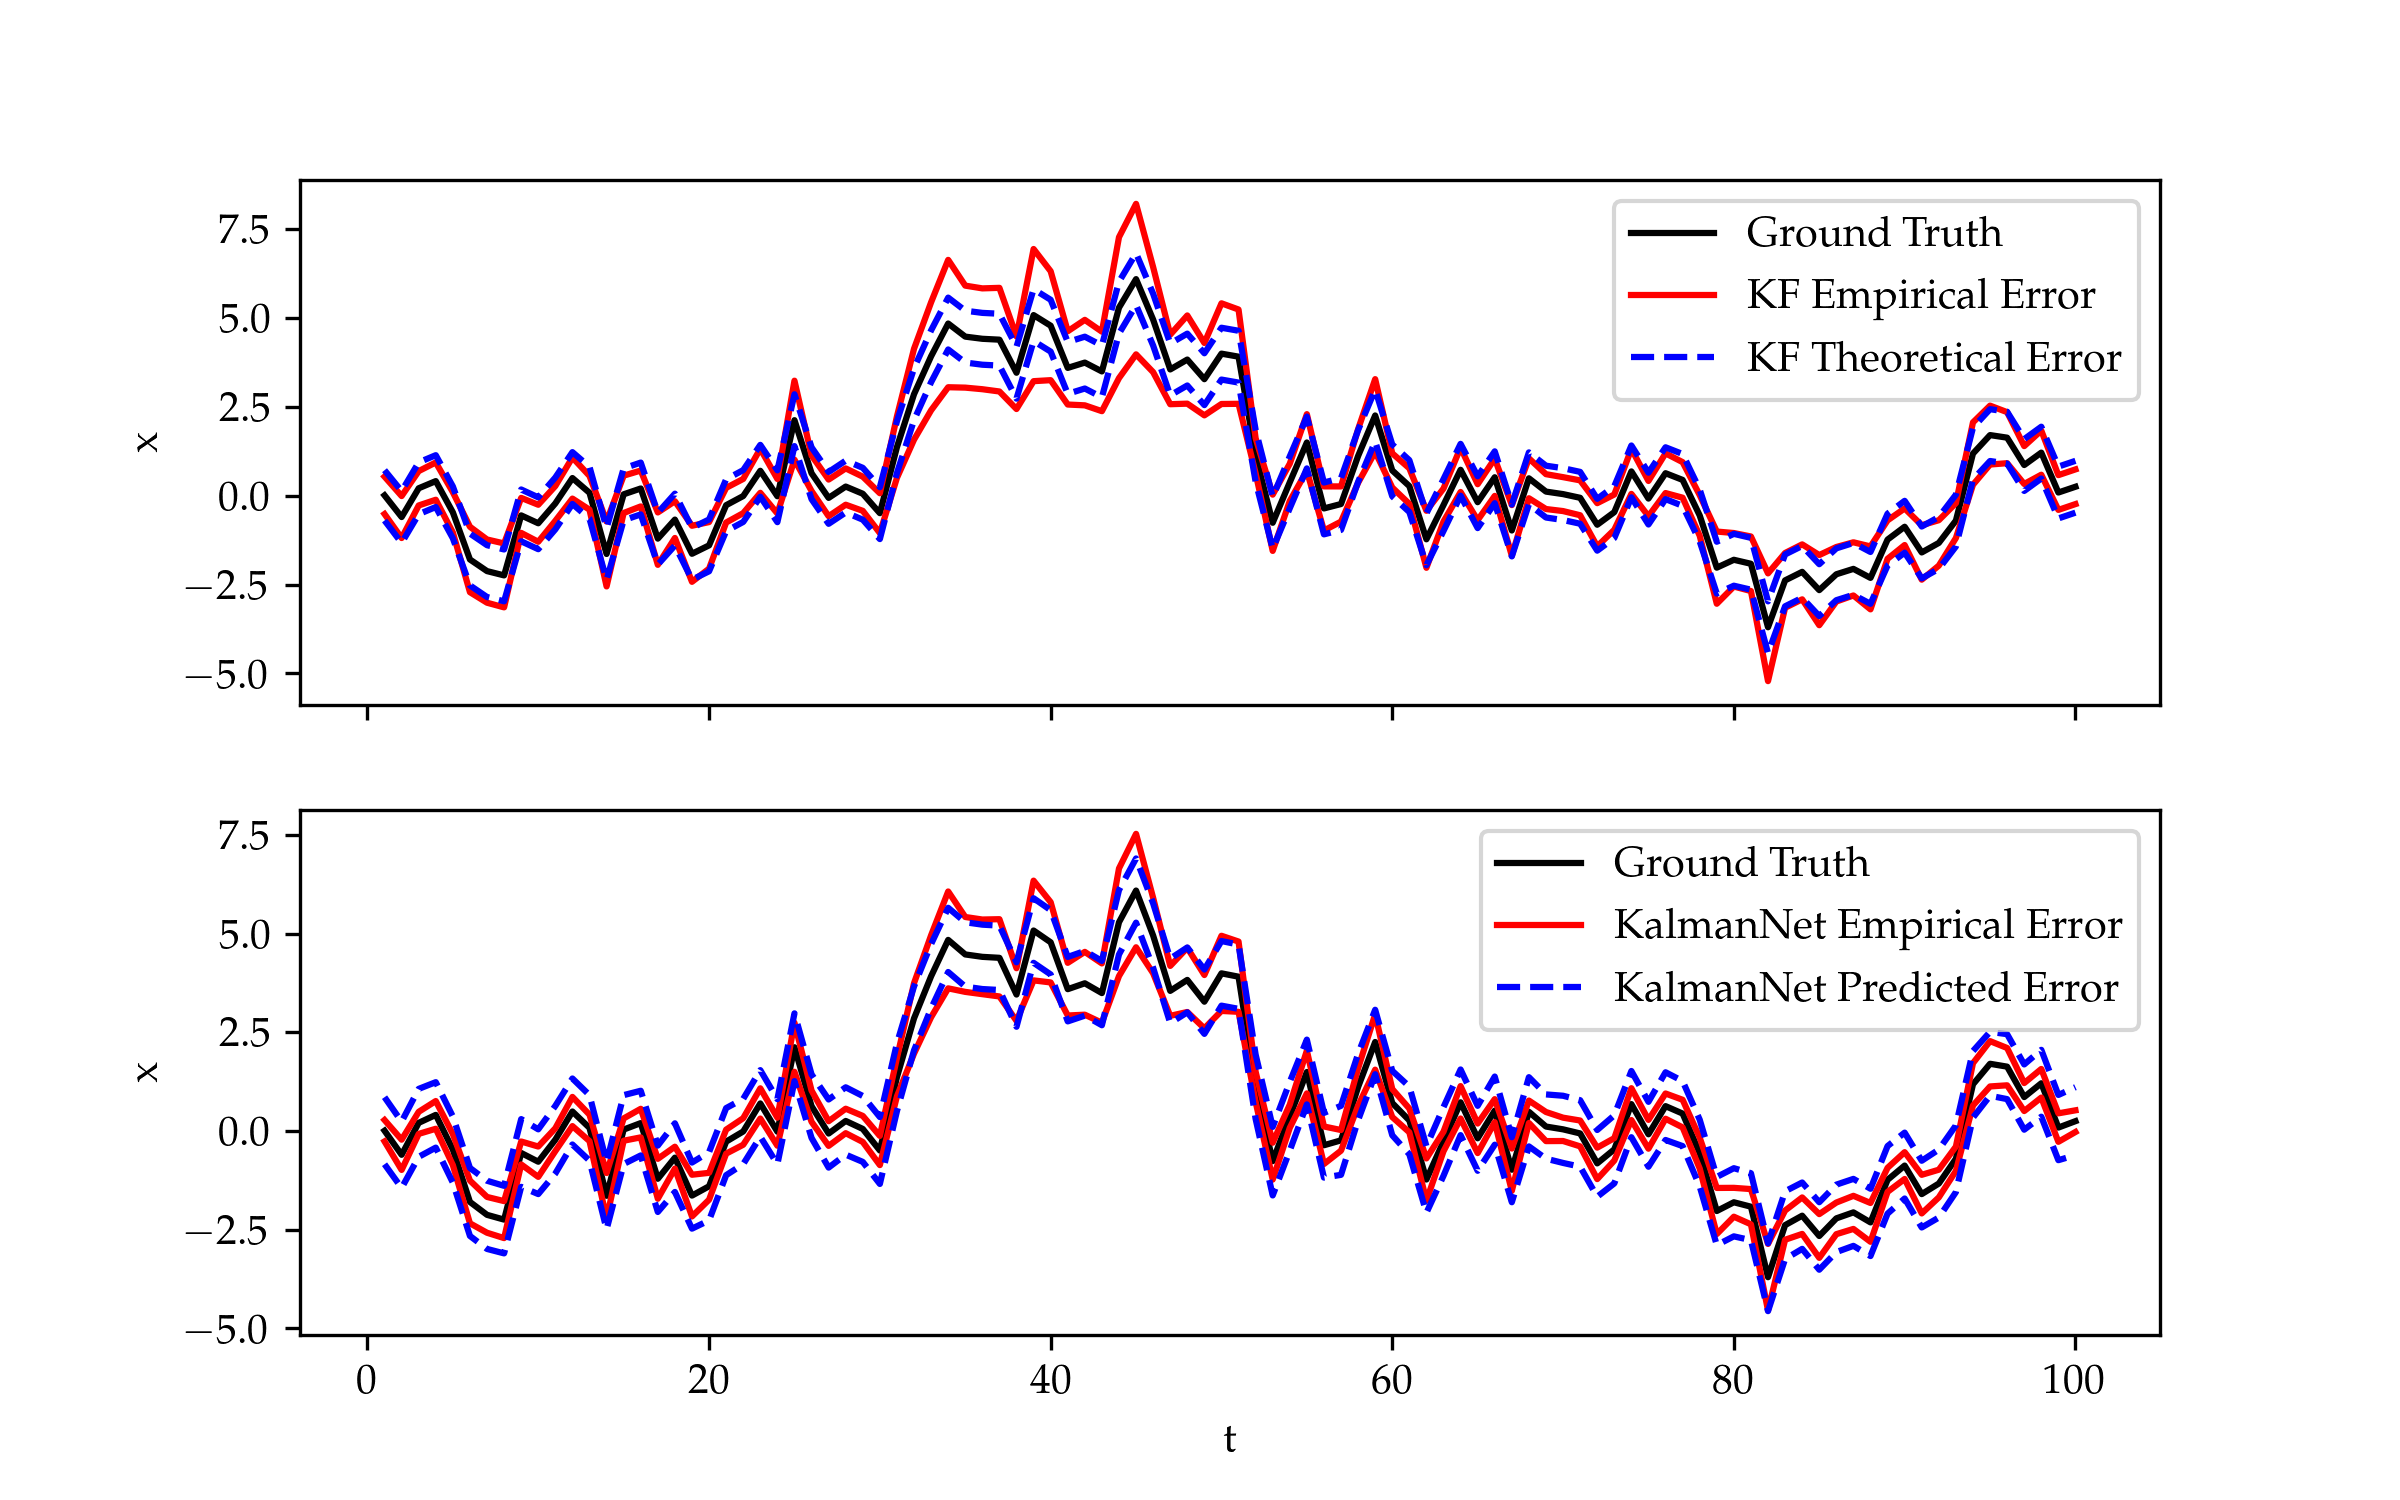 7.5
5.0
2.5
0.0
−2.5
−5.0
x
Ground Truth
KF Empirical Error
KF Theoretical Error
7.5
5.0
2.5
0.0
−2.5
−5.0
x
Ground Truth
KalmanNet Empirical Error
KalmanNet Predicted Error
0 20 40 60 80 100
t